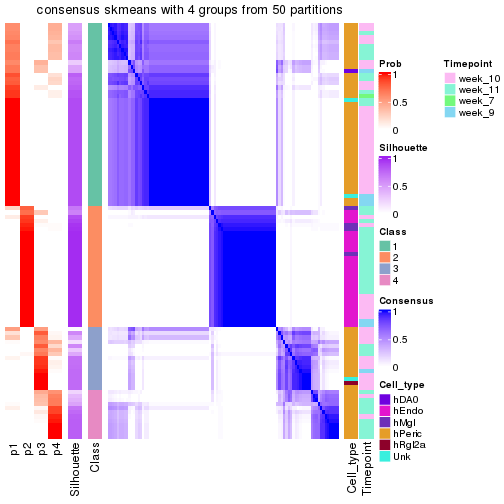 consensus skmeans with 4 groups from 50 partitions
Prob
1
0.5
0
Timepoint
week_10
week_11
week_7
week_9
Silhouette
1
0.5
0
Class
1
2
3
4
Consensus
1
0.5
0
Cell_type
hDA0
hEndo
hMgl
hPeric
hRgl2a
Unk
p1
p2
p3
p4
Silhouette
Class
Cell_type
Timepoint